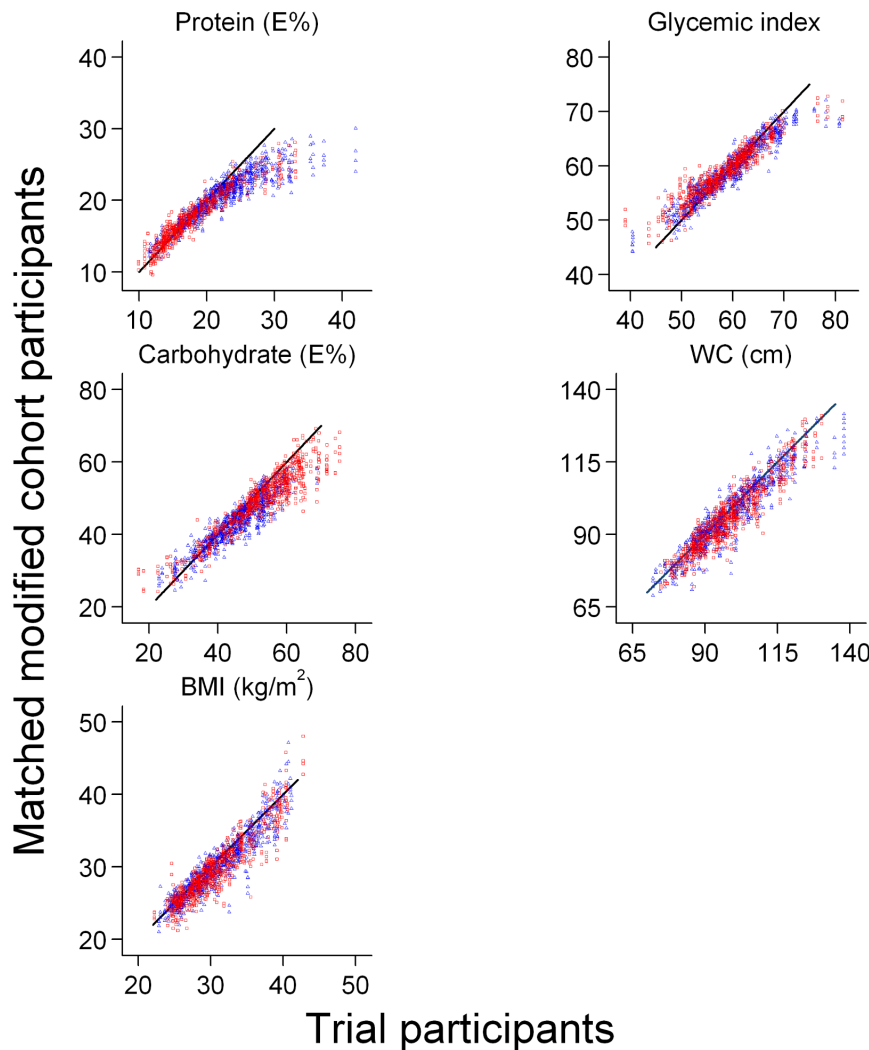 Protein (E%)
40
30
20
10
10 20 30 40
Glycemic index
80
70
60
50
40
40 50 60 70 80
Carbohydrate (E%)
80
60
40
20
20 40 60 80
WC (cm)
140
115
90
65
65 90 115 140
BMI (kg/m²)
50
40
30
20
20 30 40 50
Matched modified cohort participants
Trial participants